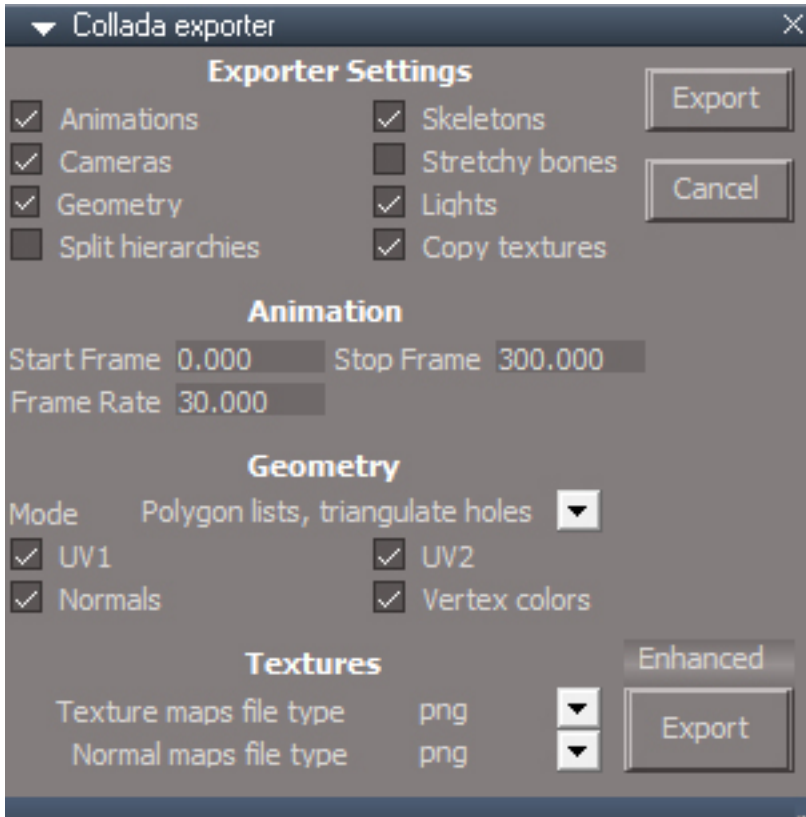 Collada exporter
Exporter Settings
Export
Animations Skeletons
Cameras Stretchy bones
Cancel
Geometry Lights
Split hierarchies Copy textures
Animation
Start Frame 0.000 Stop Frame 300.000
Frame Rate 30.000
Geometry
Mode Polygon lists, triangulate holes
UV1 UV2
Normals Vertex colors
Textures Enhanced
Texture maps file type png
Export
Normal maps file type png